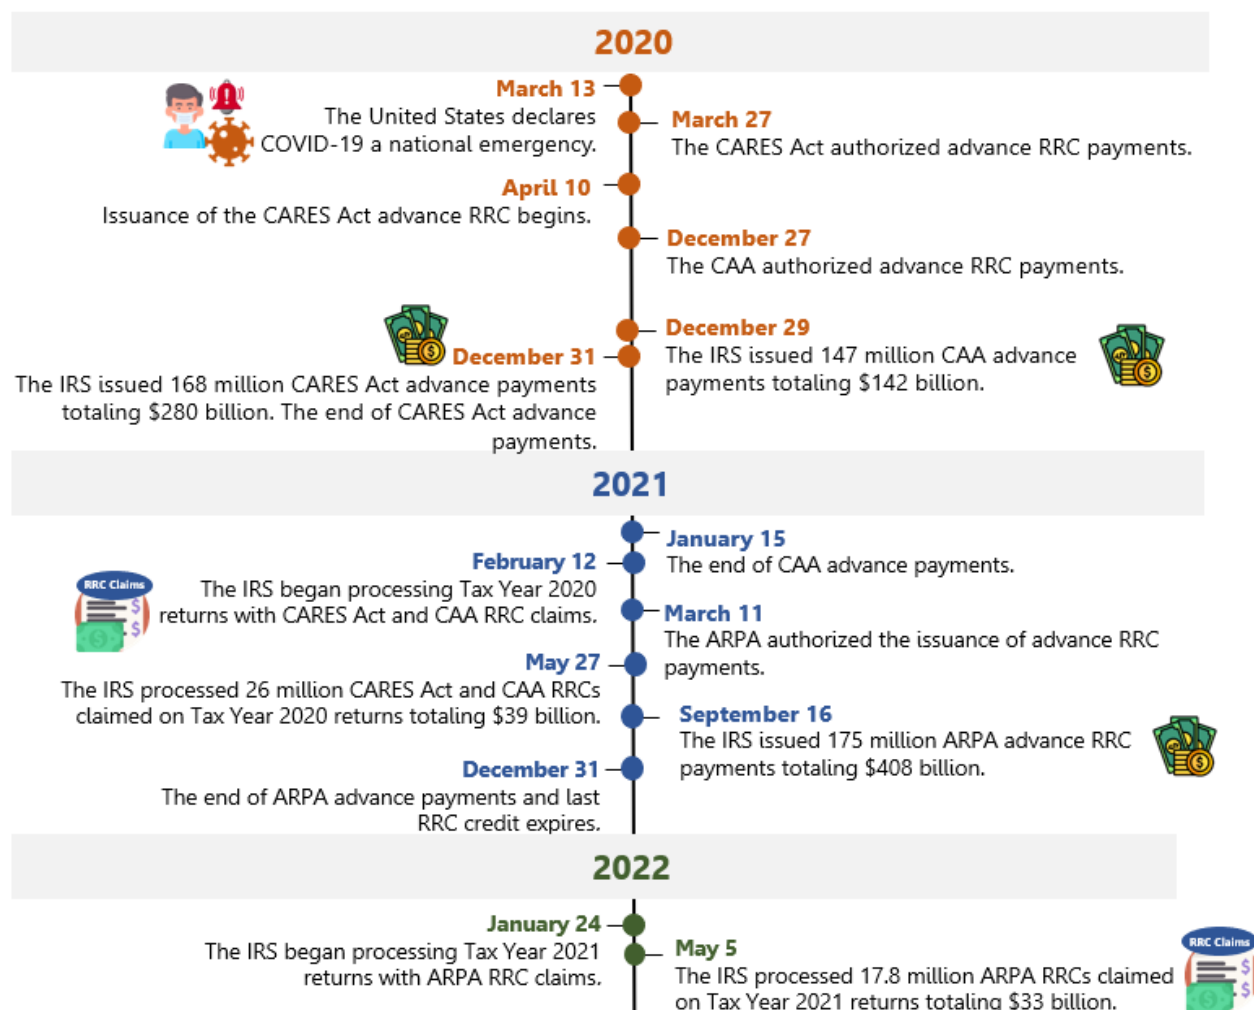 2020
March 13
The United States declares
COVID-19 a national emergency.
March 27
The CARES Act authorized advance RRC payments.
April 10
Issuance of the CARES Act advance RRC begins.
December 27
The CAA authorized advance RRC payments.
December 29
The IRS issued 147 million CAA advance
payments totaling $142 billion.
December 31
The IRS issued 168 million CARES Act advance payments
totaling $280 billion. The end of CARES Act advance
payments.
2021
January 15
The end of CAA advance payments.
February 12
RRC Claims
The IRS began processing Tax Year 2020
returns with CARES Act and CAA RRC claims.
March 11
The ARPA authorized the issuance of advance RRC
payments.
May 27
The IRS processed 26 million CARES Act and CAA RRCs
claimed on Tax Year 2020 returns totaling $39 billion.
September 16
The IRS issued 175 million ARPA advance RRC
payments totaling $408 billion.
December 31
The end of ARPA advance payments and last
RRC credit expires.
2022
January 24
The IRS began processing Tax Year 2021
returns with ARPA RRC claims.
May 5
The IRS processed 17.8 million ARPA RRCs claimed
on Tax Year 2021 returns totaling $33 billion.
RRC Claims